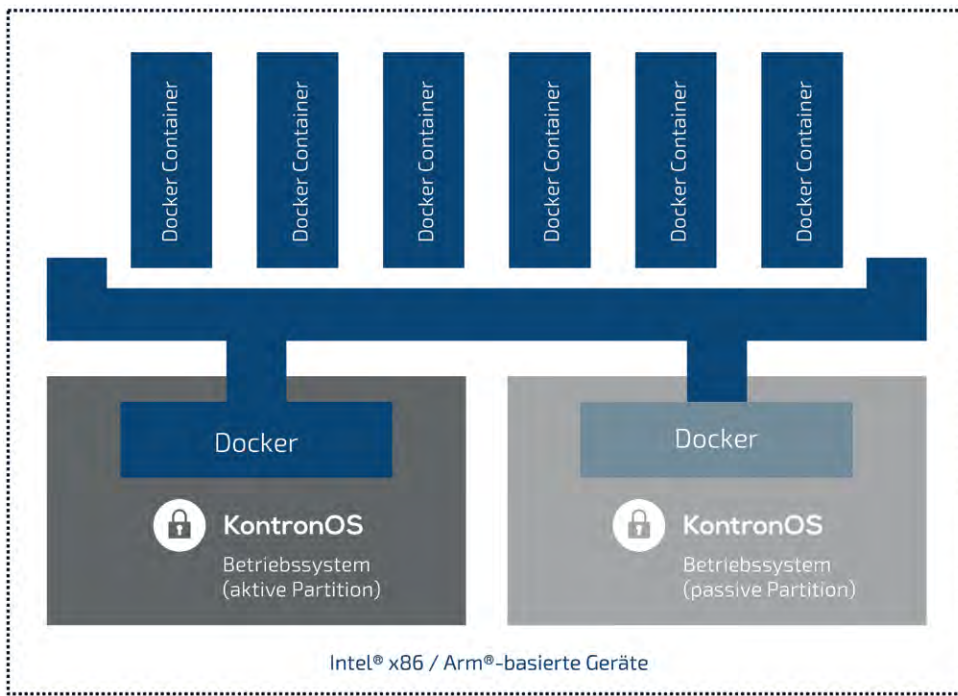 Docker Container
Docker Container
Docker Container
Docker Container
Docker Container
Docker Container
Docker
KontronOS
Betriebssystem
(aktive Partition)
Docker
KontronOS
Betriebssystem
(passive Partition)
Intel® x86 / Arm®-basierte Geräte